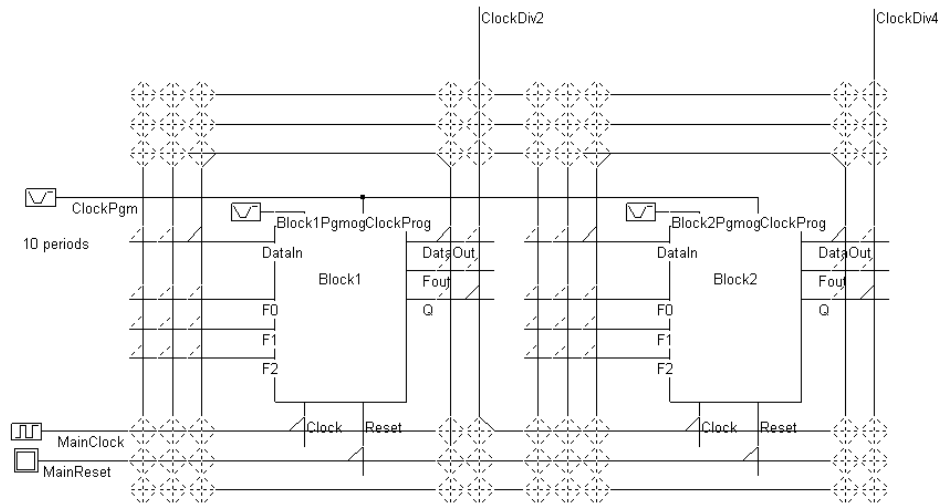 ClockDiv2
ClockDiv4
ClockPgm
10 periods
Block1PgmogClockProg
DataIn
DataOut
Block1
Fout
F0
Q
F1
F2
Clock
Reset
Block2PgmogClockProg
DataIn
DataOut
Block2
Fout
F0
Q
F1
F2
Clock
Reset
MainClock
MainReset